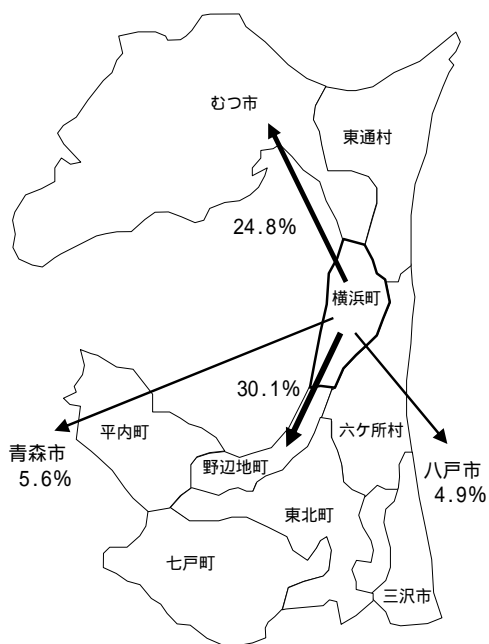 むつ市
東通村
24.8%
横浜町
30.1%
平内町
六ケ所村
青森市
5.6%
野辺地町
八戸市
4.9%
東北町
七戸町
三沢市